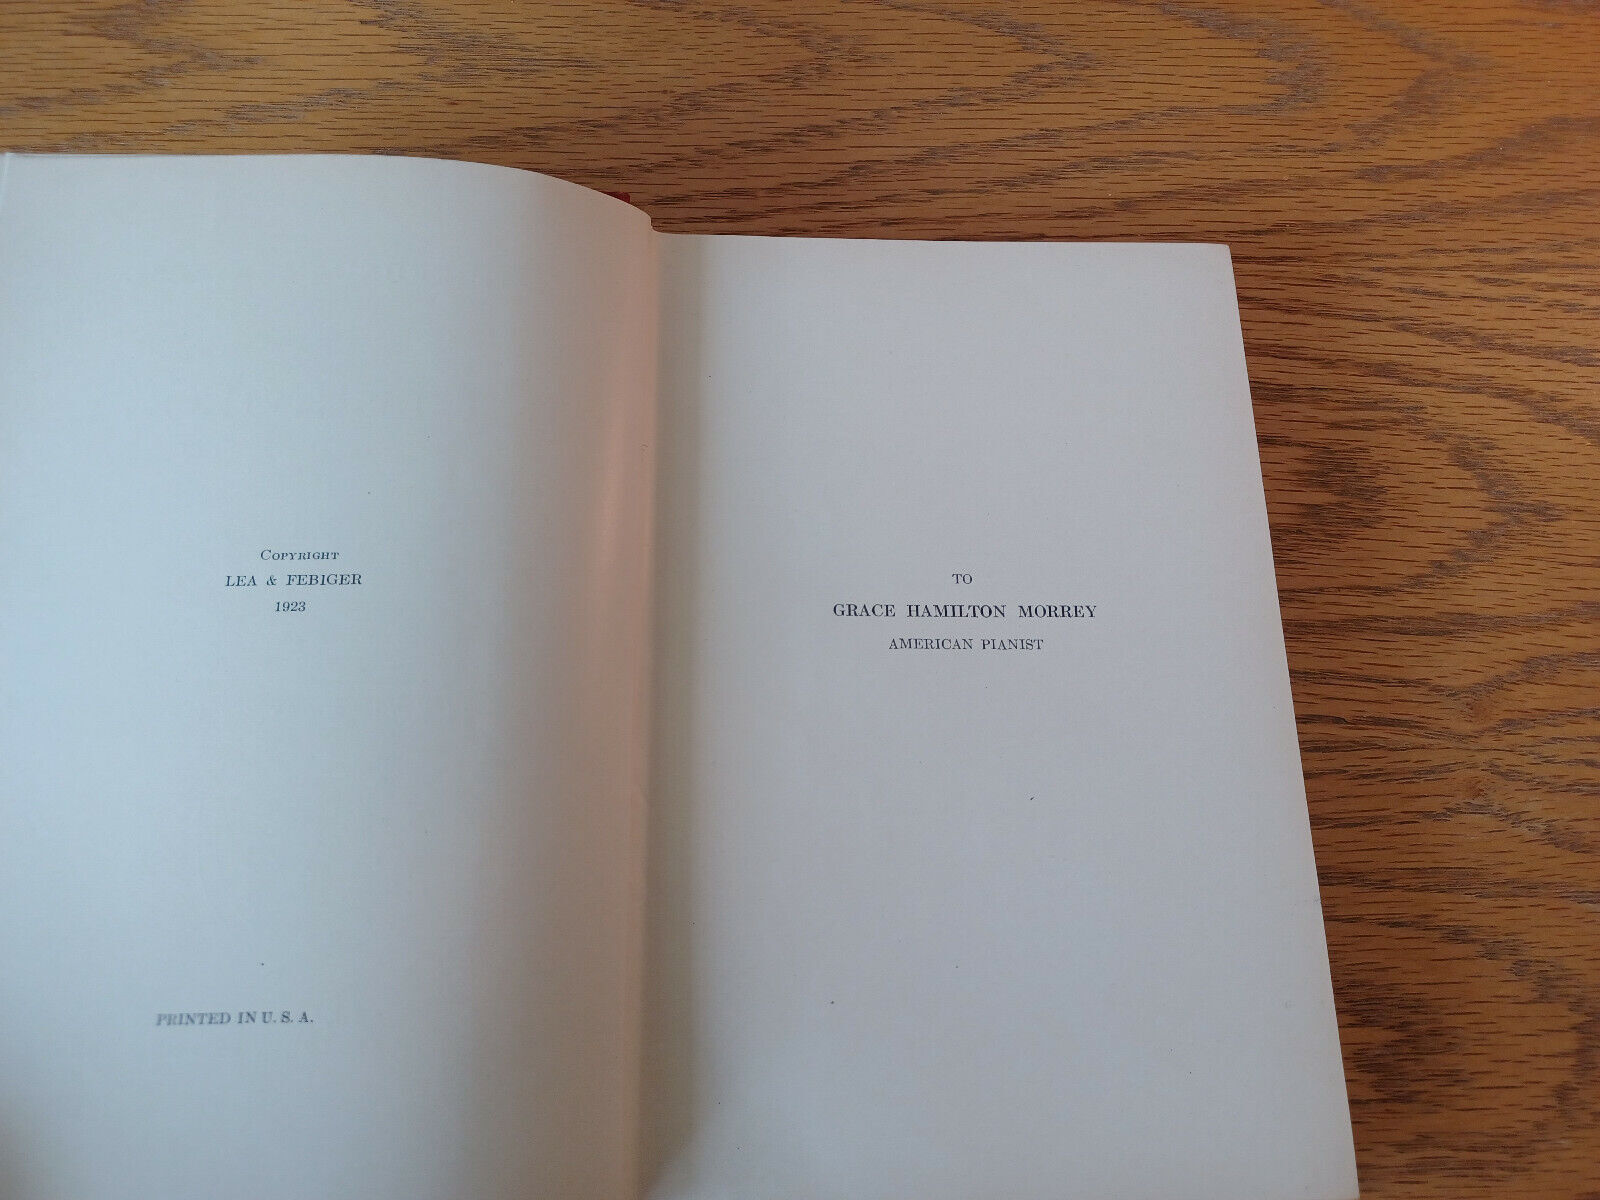 Copyright
LEA & FEBIGER
1923
PRINTED IN U. S. A.
TO
GRACE HAMILTON MORREY
AMERICAN PIANIST